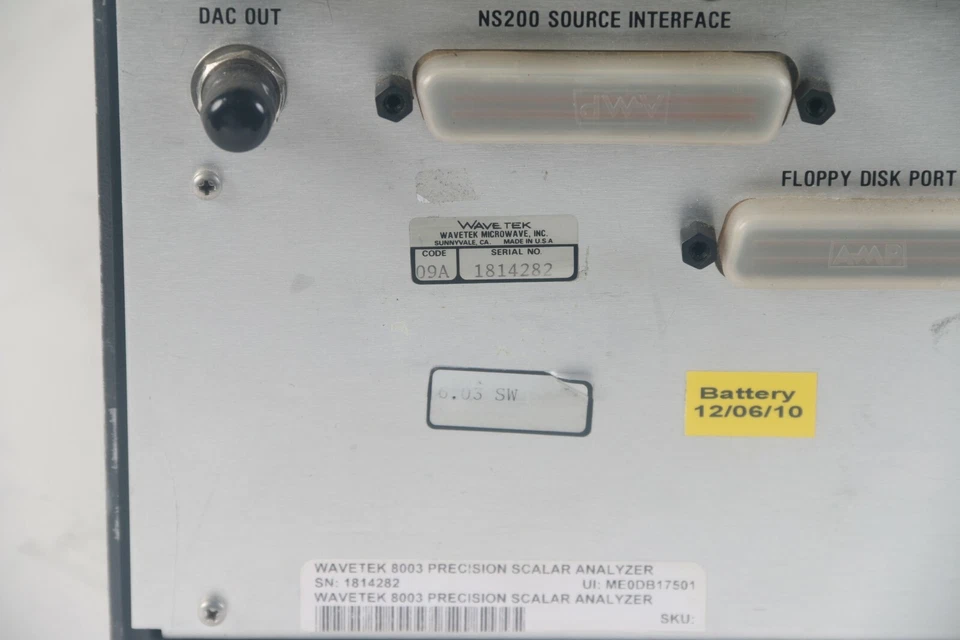 DAC OUT
NS200 SOURCE INTERFACE
AMP
FLOPPY DISK PORT
AMP
WAVETEK
WAVETEK MICROWAVE, INC.
SUNNYVALE, CA. MADE IN U.S.A
CODE SERIAL NO.
09A 1814282
6.03 SW
Battery
12/06/10
WAVETEK 8003 PRECISION SCALAR ANALYZER
SN: 1814282 UI: ME0DB17501
WAVETEK 8003 PRECISION SCALAR ANALYZER
SKU: